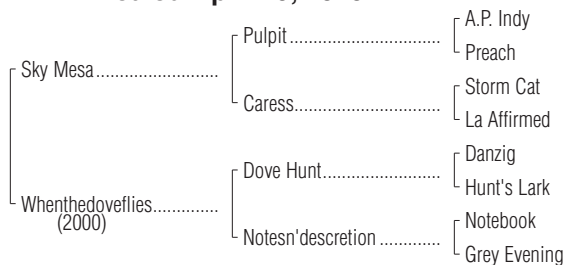 Pulpit
A.P. Indy
Preach
Sky Mesa
Caress
Storm Cat
La Affirmed
Whenthedoveflies
(2000)
Dove Hunt
Danzig
Hunt's Lark
Notesn'descretion
Notebook
Grey Evening